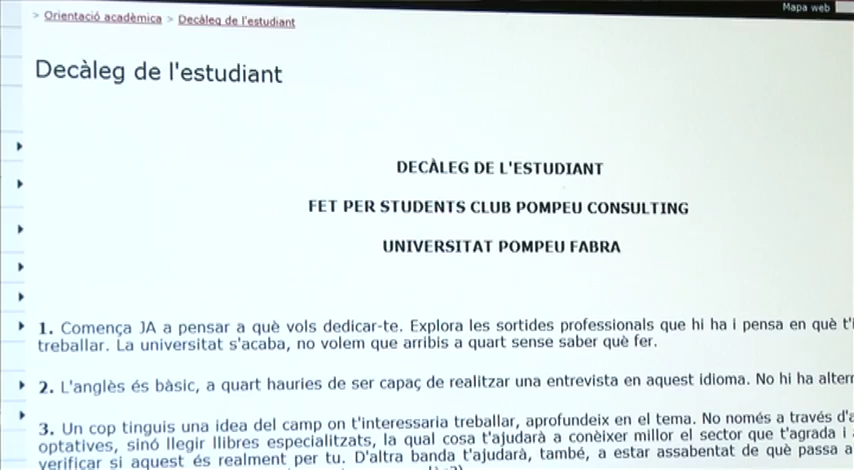 Mapa web
> Orientació acadèmica > Decàleg de l'estudiant
Decàleg de l'estudiant
DECÀLEG DE L'ESTUDIANT
FET PER STUDENTS CLUB POMPEU CONSULTING
UNIVERSITAT POMPEU FABRA
1. Comença JA a pensar a què vols dedicar-te. Explora les sortides professionals que hi ha i pensa en què
treballar. La universitat s'acaba, no volem que arribis a quart sense saber què fer.
2. L'anglès és bàsic, a quart hauries de ser capaç de realitzar una entrevista en aquest idioma. No hi ha
3. Un cop tinguis una idea del camp on t'interessaria treballar, aprofundeix en el tema. No només a través
optatives, sinó llegir llibres especialitzats, la qual cosa t'ajudarà a conèixer millor el sector que t'agrada i
verificar si aquest és realment per tu. D'altra banda t'ajudarà, també, a estar assabentat de què passa